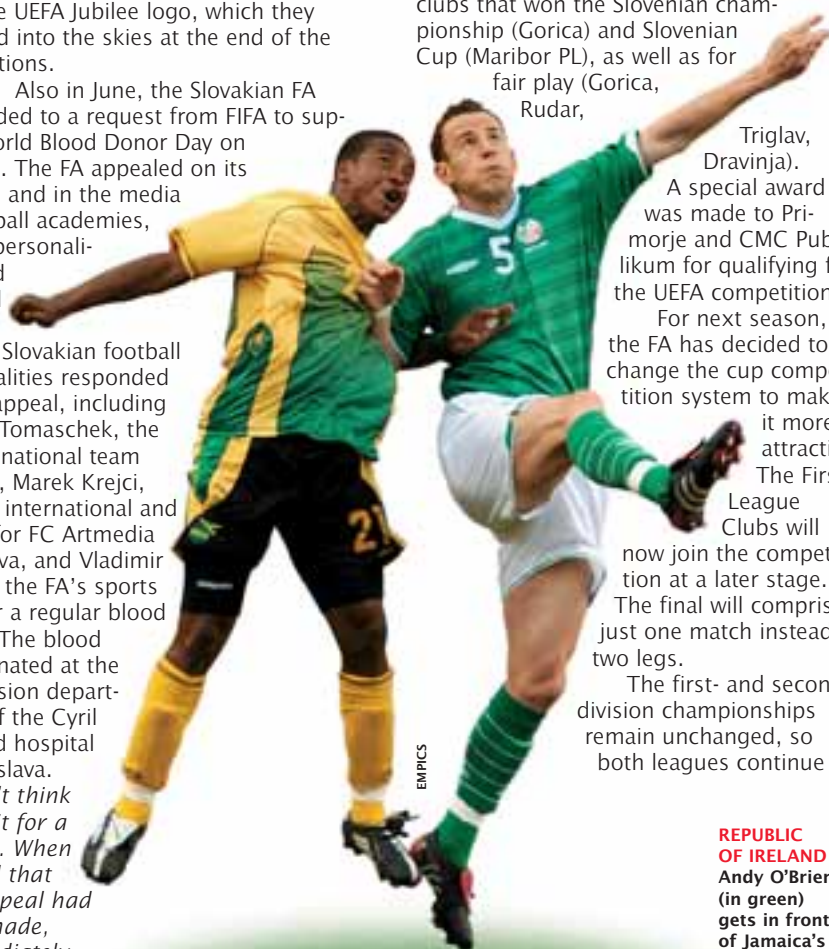 e UEFA Jubilee logo, which they
d into the skies at the end of the
tions.
Also in June, the Slovakian FA
ded to a request from FIFA to sup-
orld Blood Donor Day on
. The FA appealed on its
and in the media
ball academies,
personali-
d
Slovakian football
alities responded
appeal, including
Tomaschek, the
national team
, Marek Krejci,
international and
for FC Artmedia
va, and Vladimir
the FA's sports
r a regular blood
The blood
nated at the
sion depart-
f the Cyril
d hospital
slava.
't think
it for a
. When
d that
peal had
made,
clubs that won the Slovenian cham-
pionship (Gorica) and Slovenian
Cup (Maribor PL), as well as for
fair play (Gorica,
Rudar,
Triglav,
Dravinja).
A special award
was made to Pri-
morje and CMC Pub
likum for qualifying f
the UEFA competition
For next season,
the FA has decided to
change the cup compe
tition system to mak
it more
attracti
The Firs
League
Clubs will
now join the compet
tion at a later stage.
The final will compris
just one match instead
two legs.
The first- and secon
division championships
remain unchanged, so
both leagues continue
5
21
EMPICS
REPUBLIC
OF IRELAND
Andy O'Brien
(in green)
gets in front
of Jamaica's